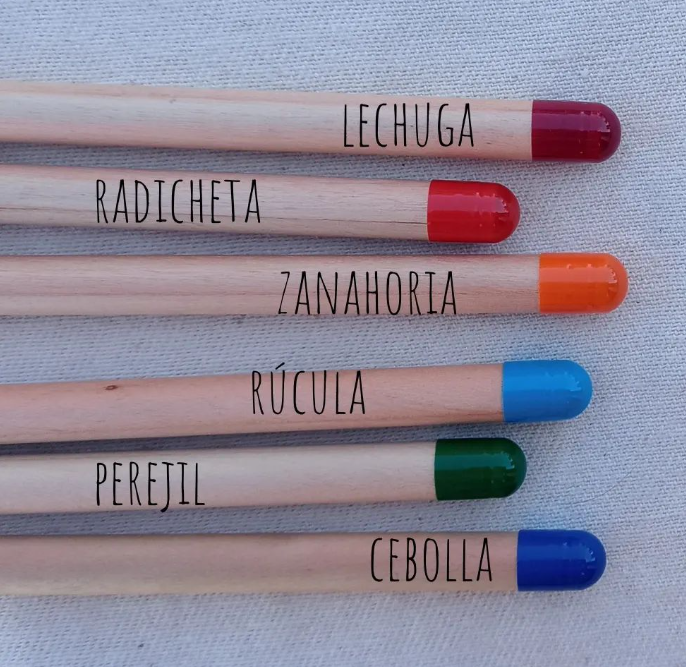 LECHUGA
RADICHETA
ZANAHORIA
RÚCULA
PEREJIL
CEBOLLA